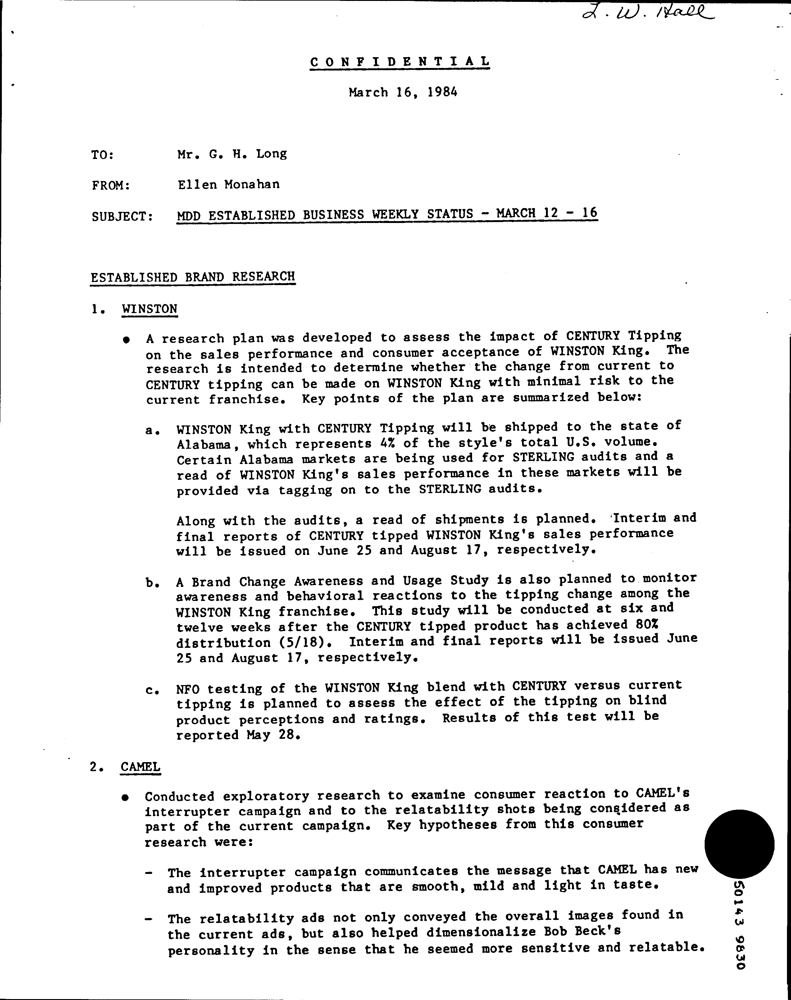 L. W. Hall
CONFIDENTIAL
March 16, 1984
TO: Mr. G. H. Long
FROM: Ellen Monahan
SUBJECT: MDD ESTABLISHED BUSINESS WEEKLY STATUS - MARCH 12 - 16
ESTABLISHED BRAND RESEARCH
1. WINSTON
• A research plan was developed to assess the impact of CENTURY Tipping
on the sales performance and consumer acceptance of WINSTON King. The
research is intended to determine whether the change from current to
CENTURY tipping can be made on WINSTON King with minimal risk to the
current franchise. Key points of the plan are summarized below:
a. WINSTON King with CENTURY Tipping will be shipped to the state of
Alabama, which represents 4% of the style's total U.S. volume.
Certain Alabama markets are being used for STERLING audits and a
read of WINSTON King's sales performance in these markets will be
provided via tagging on to the STERLING audits.
Along with the audits, a read of shipments is planned. Interim and
final reports of CENTURY tipped WINSTON King's sales performance
will be issued on June 25 and August 17, respectively.
b. A Brand Change Awareness and Usage Study is also planned to monitor
awareness and behavioral reactions to the tipping change among the
WINSTON King franchise. This study will be conducted at six and
twelve weeks after the CENTURY tipped product has achieved 80%
distribution (5/18). Interim and final reports will be issued June
25 and August 17, respectively.
c. NFO testing of the WINSTON King blend with CENTURY versus current
tipping is planned to assess the effect of the tipping on blind
product perceptions and ratings. Results of this test will be
reported May 28.
2. CAMEL
• Conducted exploratory research to examine consumer reaction to CAMEL's
interrupter campaign and to the relatability shots being considered as
part of the current campaign. Key hypotheses from this consumer
research were:
- The interrupter campaign communicates the message that CAMEL has new
and improved products that are smooth, mild and light in taste.
- The relatability ads not only conveyed the overall images found in
the current ads, but also helped dimensionalize Bob Beck's
personality in the sense that he seemed more sensitive and relatable.
50143 9830